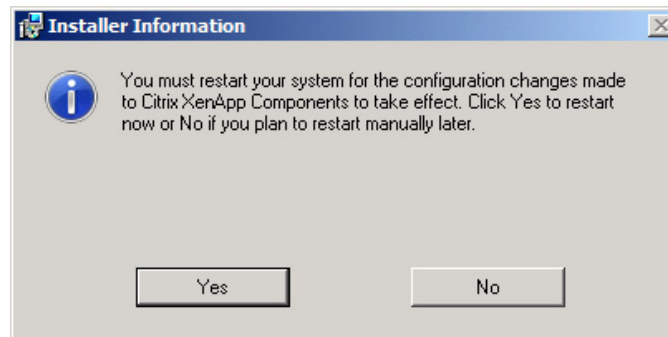 Installer Information
You must restart your system for the configuration changes made
to Citrix XenApp Components to take effect. Click Yes to restart
now or No if you plan to restart manually later.
Yes No